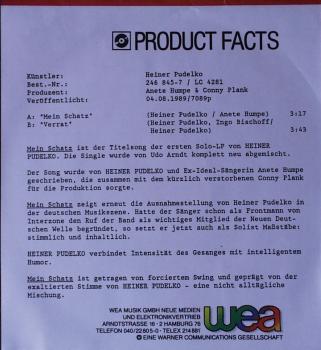 PRODUCT FACTS
Künstler: Heiner Pudelko
Best.-Nr.: 246 845-7 / LC 4281
Produzent: Anete Humpe & Conny Plank
Veröffentlicht: 04.08.1989/7089p
A: "Mein Schatz" (Heiner Pudelko / Anete Humpe) 3:17
B: "Verrat" (Heiner Pudelko, Ingo Bischoff/
Heiner Pudelko) 3:43
Mein Schatz ist der Titelsong der ersten Solo-LP von HEINER
PUDELKO. Die Single wurde von Udo Arndt komplett neu abgemischt.
Der Song wurde von HEINER PUDELKO und Ex-Ideal-Sängerin Anete Humpe
geschrieben, die zusammen mit dem kürzlich verstorbenen Conny Plank
für die Produktion sorgte.
Mein Schatz zeigt erneut die Ausnahmestellung von Heiner Pudelko in
der deutschen Musikszene. Hatte der Sänger schon als Frontmann von
Interzone den Ruf der Band als wichtiges Mitglied der Neuen Deut-
schen Welle begründet, so setzt er jetzt auch als Solist Maßstäbe:
stimmlich und inhaltlich.
HEINER PUDELKO verbindet Intensität des Gesanges mit intelligentem
Humor.
Mein Schatz ist getragen von forciertem Swing und geprägt von der
exaltierten Stimme von HEINER PUDELKO - eine nicht alltägliche
Mischung.
WEA MUSIK GMBH NEUE MEDIEN
UND ELEKTRONIKVERTRIEB
ARNDTSTRASSE 16 · 2 HAMBURG 76
TELEFON 040/22805-0 · TELEX 214881
wea
EINE WARNER COMMUNICATIONS GESELLSCHAFT